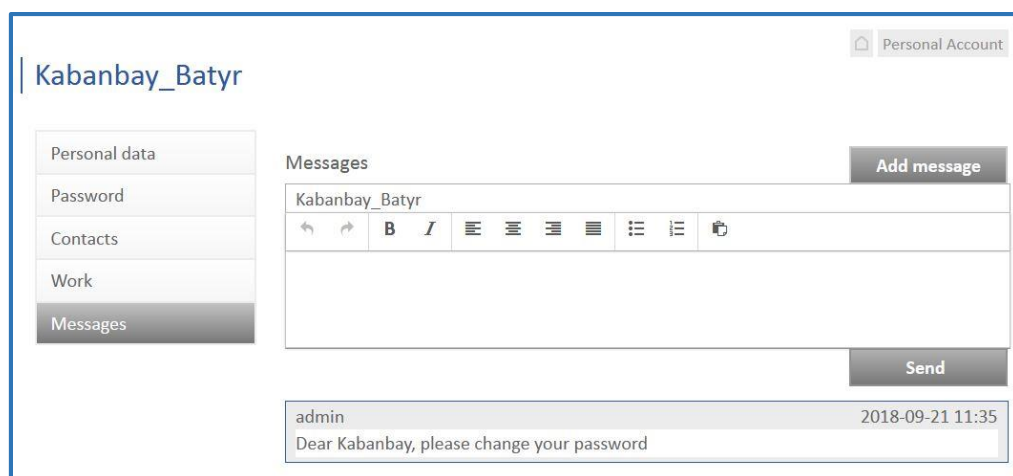 Personal Account
Kabanbay_Batyr
Personal data
Password
Contacts
Work
Messages
Messages
Add message
Kabanbay_Batyr
B I
Send
admin 2018-09-21 11:35
Dear Kabanbay, please change your password